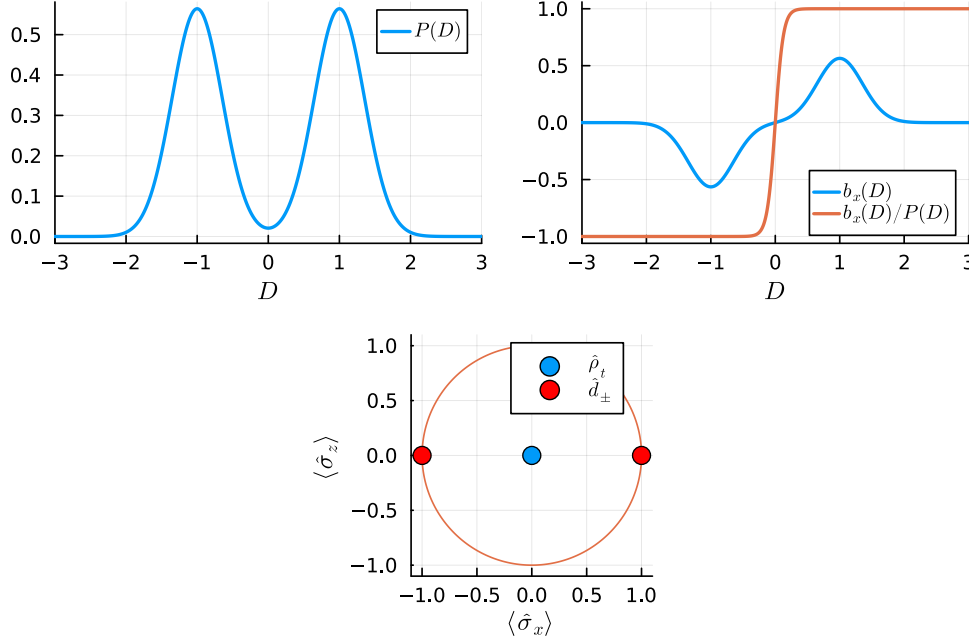 0.5
0.4
0.3
0.2
0.1
0.0
−3 −2 −1 0 1 2 3
D
P(D)
1.0
0.5
0.0
−0.5
−1.0
−3 −2 −1 0 1 2 3
D
b_x(D)
b_x(D)/P(D)
1.0
0.5
0.0
−0.5
−1.0
−1.0 −0.5 0.0 0.5 1.0
⟨σ̂_x⟩
⟨σ̂_z⟩
ρ̂_t
d̂_±